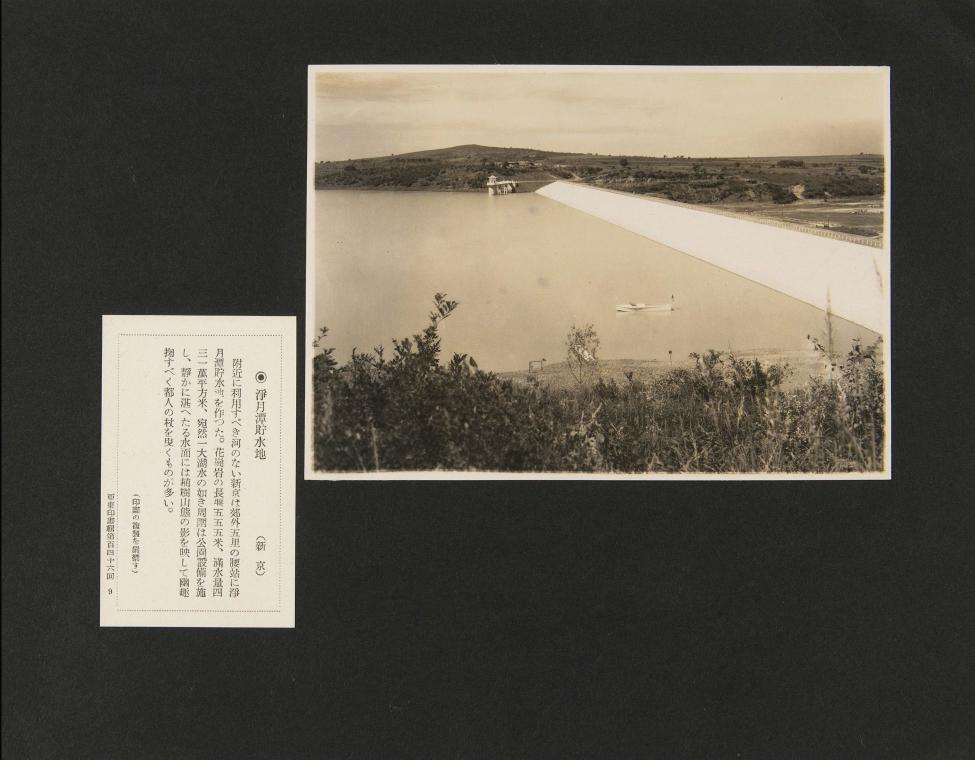 ◉ 淨月潭貯水池 (新京)
附近に利用すべき河のない新京は郊外五里の腰站に淨
月潭貯水池を作つた。花崗岩の長堰五五五米、滿水量四
三一萬平方米、宛然一大湖水の如き周圍は公園設備を施
し、靜かに湛へたる水面には樹山態の影を映して幽趣
掬すべく都人の杖を曳くものが多い。
(印畫の複製を嚴禁す)
亞東印畫輯第百四十六回 9